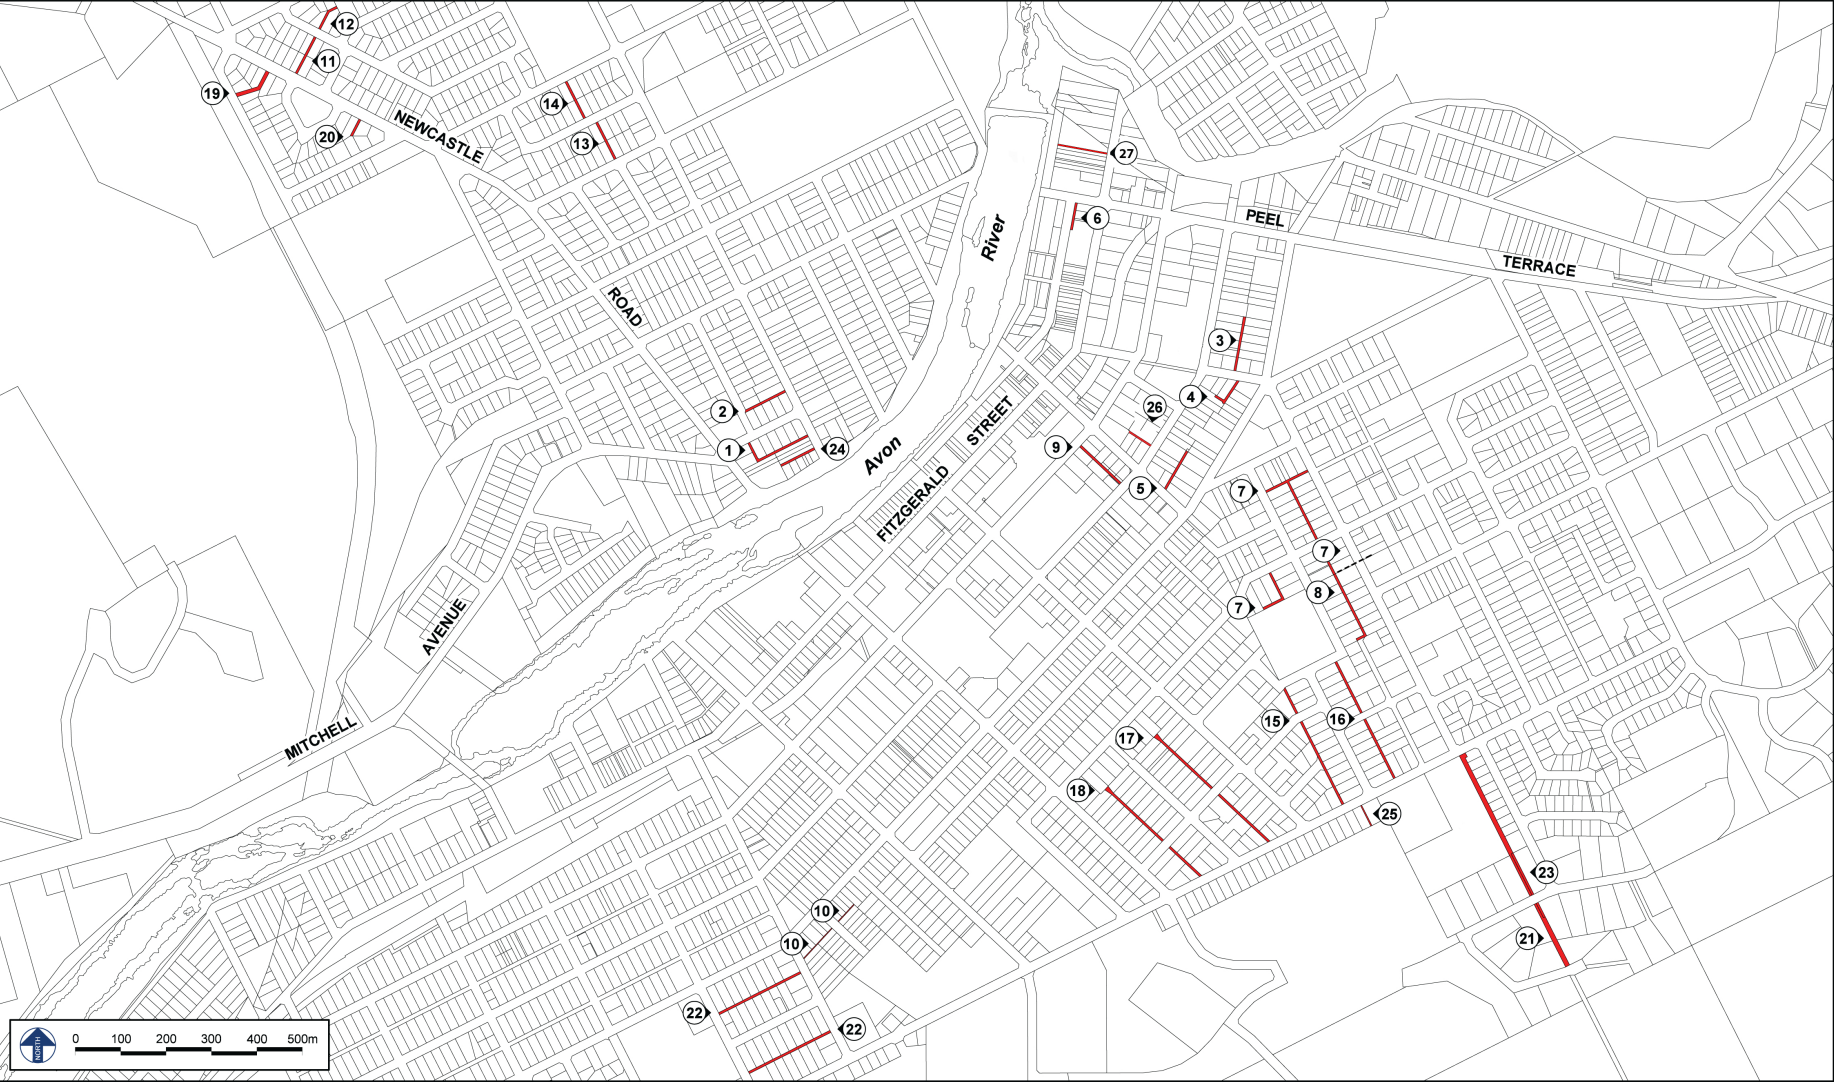 12
11
19
14
NEWCASTLE
20
13
27
6
PEEL
River
TERRACE
ROAD
3
4
2
26
STREET
1
24
9
Avon
5
7
FITZGERALD
7
8
7
AVENUE
15
16
MITCHELL
17
18
25
23
10
21
10
22
22
NORTH
0 100 200 300 400 500m